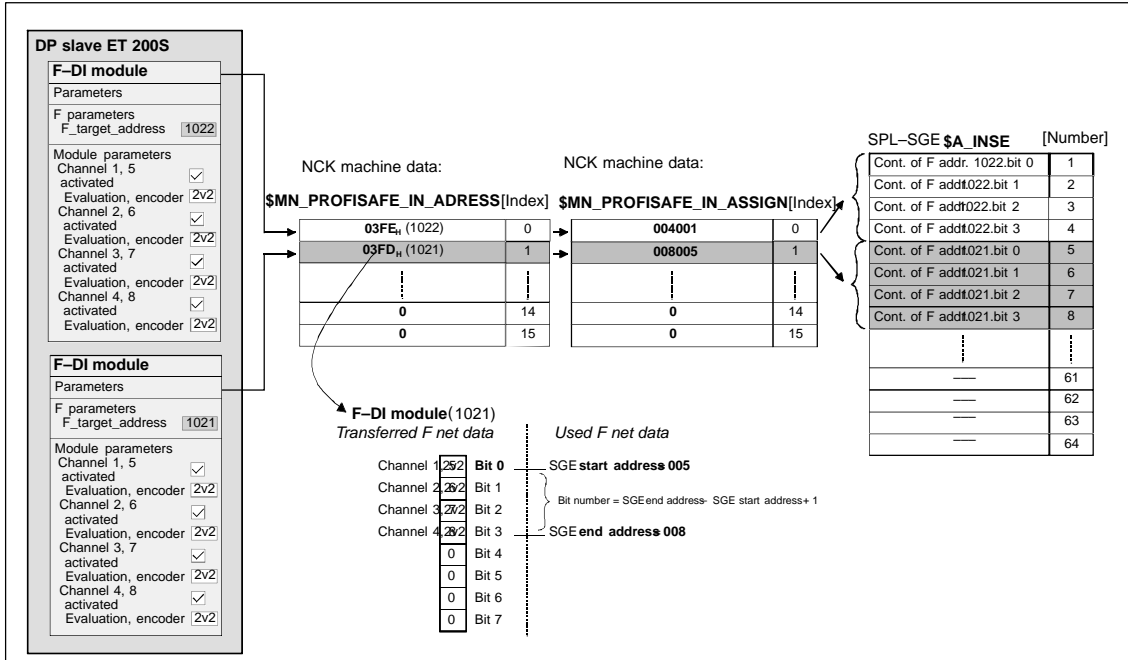 DP slave ET 200S
F–DI module
Parameters
F parameters
F_target_address 1022
Module parameters
Channel 1, 5
activated
Evaluation, encoder 2v2
Channel 2, 6
activated
Evaluation, encoder 2v2
Channel 3, 7
activated
Evaluation, encoder 2v2
Channel 4, 8
activated
Evaluation, encoder 2v2
F–DI module
Parameters
F parameters
F_target_address 1021
Module parameters
Channel 1, 5
activated
Evaluation, encoder 2v2
Channel 2, 6
activated
Evaluation, encoder 2v2
Channel 3, 7
activated
Evaluation, encoder 2v2
Channel 4, 8
activated
Evaluation, encoder 2v2
NCK machine data:
$MN_PROFISAFE_IN_ADRESS[Index]
03FEH (1022) 0
03FDH (1021) 1
0 14
0 15
NCK machine data:
$MN_PROFISAFE_IN_ASSIGN[Index]
004001 0
008005 1
0 14
0 15
SPL–SGE $A_INSE [Number]
Cont. of F addr. 1022.bit 0 1
Cont. of F addr.1022.bit 1 2
Cont. of F addr.1022.bit 2 3
Cont. of F addr.1022.bit 3 4
Cont. of F addr.1021.bit 0 5
Cont. of F addr.1021.bit 1 6
Cont. of F addr.1021.bit 2 7
Cont. of F addr.1021.bit 3 8
— 61
— 62
— 63
— 64
F–DI module(1021)
Transferred F net data Used F net data
Channel 1, 5 2v2 Bit 0 SGE start address = 005
Channel 2, 6 2v2 Bit 1
Bit number = SGE end address – SGE start address + 1
Channel 3, 7 2v2 Bit 2
Channel 4, 8 2v2 Bit 3 SGE end address = 008
0 Bit 4
0 Bit 5
0 Bit 6
0 Bit 7